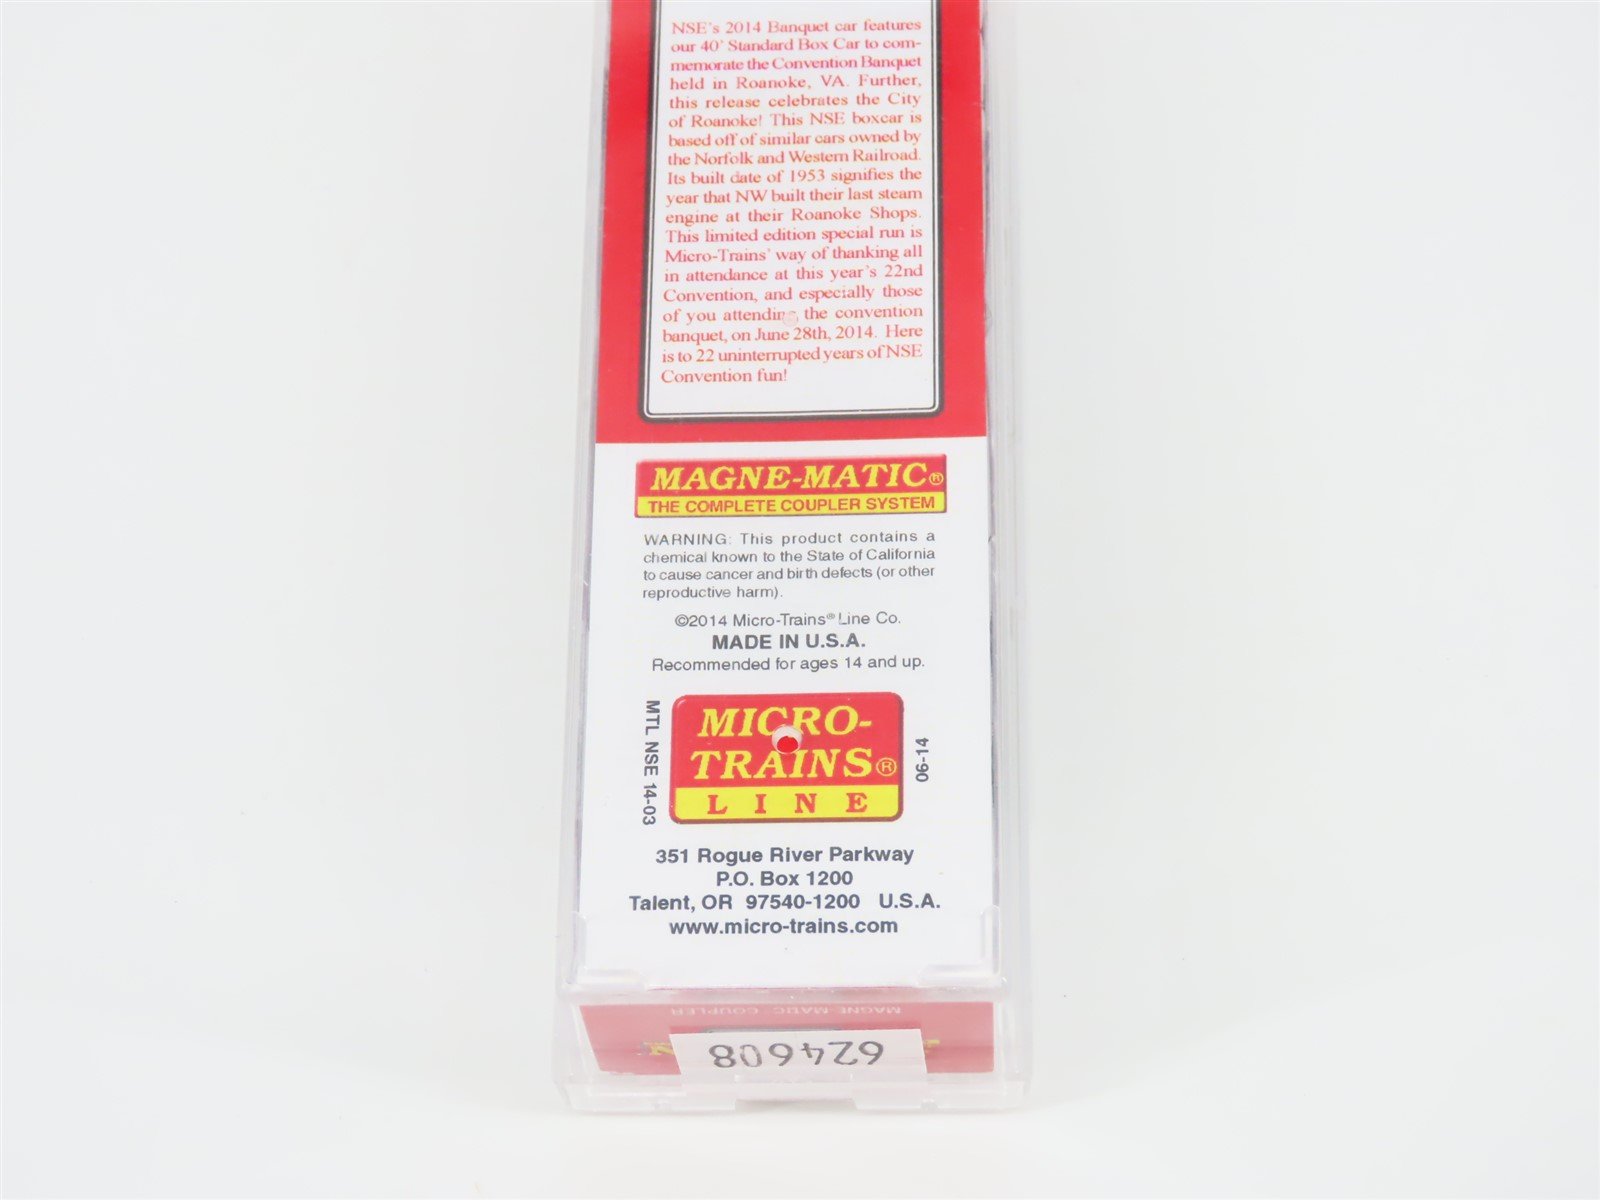 NSE's 2014 Banquet car features
our 40' Standard Box Car to com-
memorate the Convention Banquet
held in Roanoke, VA. Further,
this release celebrates the City
of Roanoke! This NSE boxcar is
based off of similar cars owned by
the Norfolk and Western Railroad.
Its built date of 1953 signifies the
year that NW built their last steam
engine at their Roanoke Shops.
This limited edition special run is
Micro-Trains' way of thanking all
in attendance at this year's 22nd
Convention, and especially those
of you attending the convention
banquet, on June 28th, 2014. Here
is to 22 uninterrupted years of NSE
Convention fun!
MAGNE-MATIC®
THE COMPLETE COUPLER SYSTEM
WARNING: This product contains a
chemical known to the State of California
to cause cancer and birth defects (or other
reproductive harm).
©2014 Micro-Trains® Line Co.
MADE IN U.S.A.
Recommended for ages 14 and up.
MTL NSE 14-03
MICRO-
TRAINS®
LINE
06-14
351 Rogue River Parkway
P.O. Box 1200
Talent, OR 97540-1200 U.S.A.
www.micro-trains.com
MAGNE-MATIC COUPLER
624608